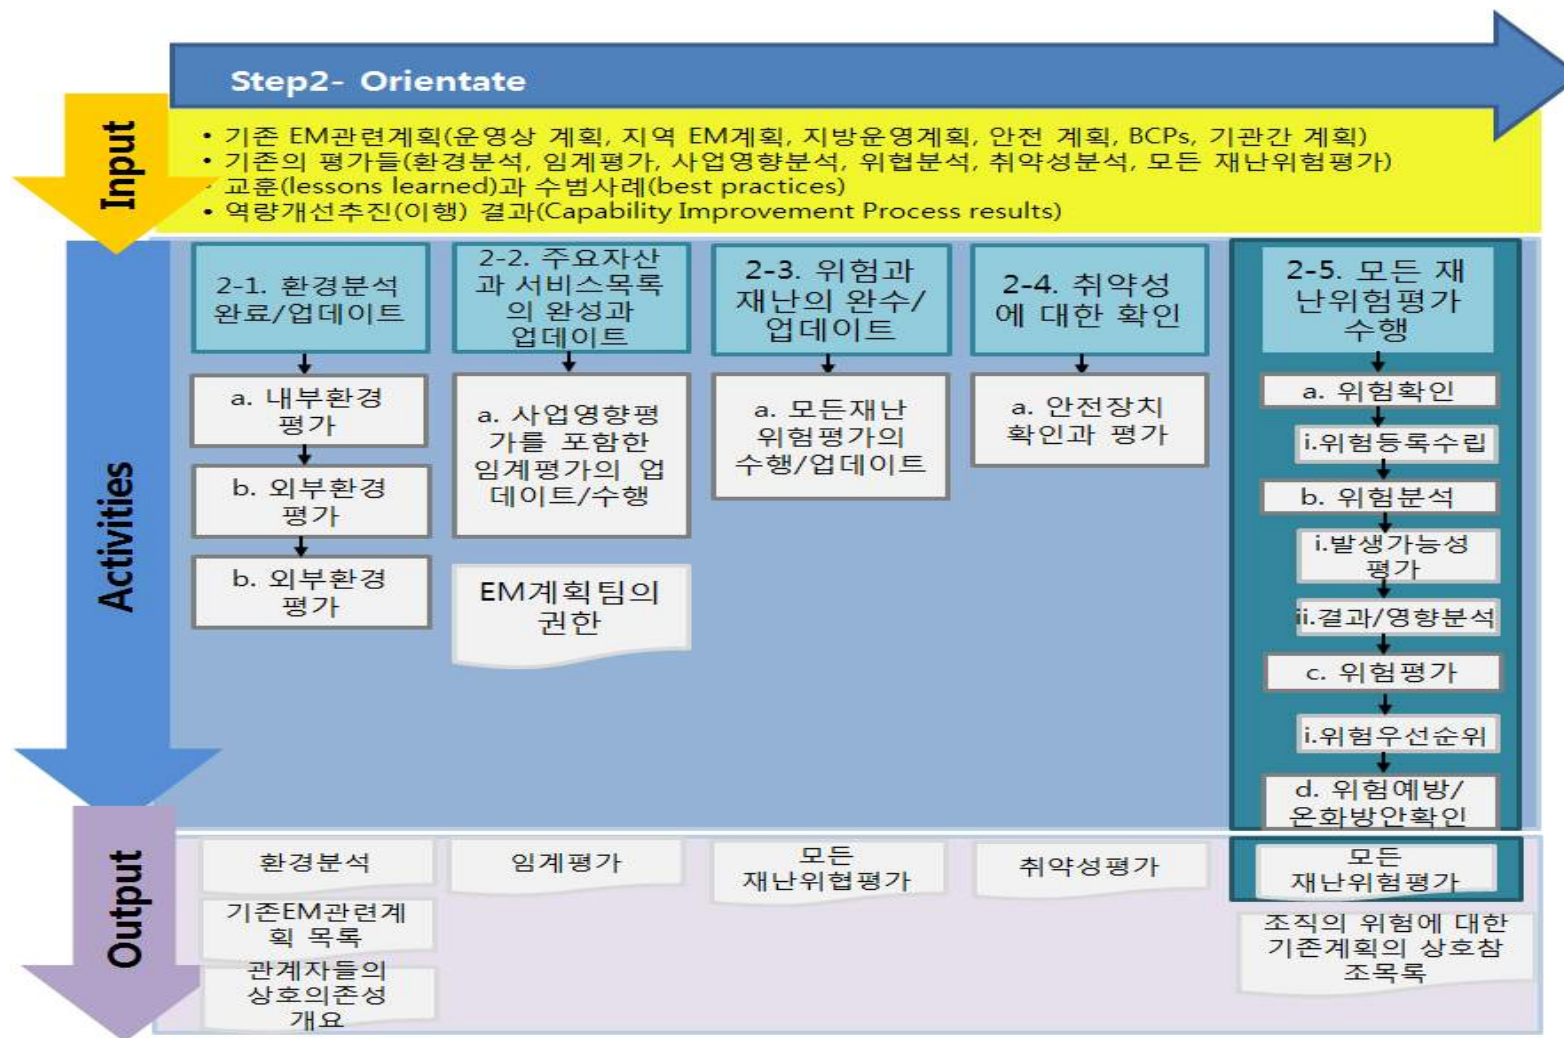 Step2- Orientate
Input
• 기존 EM관련계획(운영상 계획, 지역 EM계획, 지방운영계획, 안전 계획, BCPs, 기관간 계획)
• 기존의 평가들(환경분석, 임계평가, 사업영향분석, 위협분석, 취약성분석, 모든 재난위험평가)
• 교훈(lessons learned)과 수범사례(best practices)
• 역량개선추진(이행) 결과(Capability Improvement Process results)
Activities
2-1. 환경분석
완료/업데이트
a. 내부환경
평가
b. 외부환경
평가
b. 외부환경
평가
2-2. 주요자산
과 서비스목록
의 완성과
업데이트
a. 사업영향평
가를 포함한
임계평가의 업
데이트/수행
EM계획팀의
권한
2-3. 위험과
재난의 완수/
업데이트
a. 모든재난
위험평가의
수행/업데이트
2-4. 취약성
에 대한 확인
a. 안전장치
확인과 평가
2-5. 모든 재
난위험평가
수행
a. 위험확인
i.위험등록수립
b. 위험분석
i.발생가능성
평가
ii.결과/영향분석
c. 위험평가
i.위험우선순위
d. 위험예방/
온화방안확인
Output
환경분석
기존EM관련계
획 목록
관계자들의
상호의존성
개요
임계평가
모든
재난위협평가
취약성평가
모든
재난위험평가
조직의 위험에 대한
기존계획의 상호참
조목록